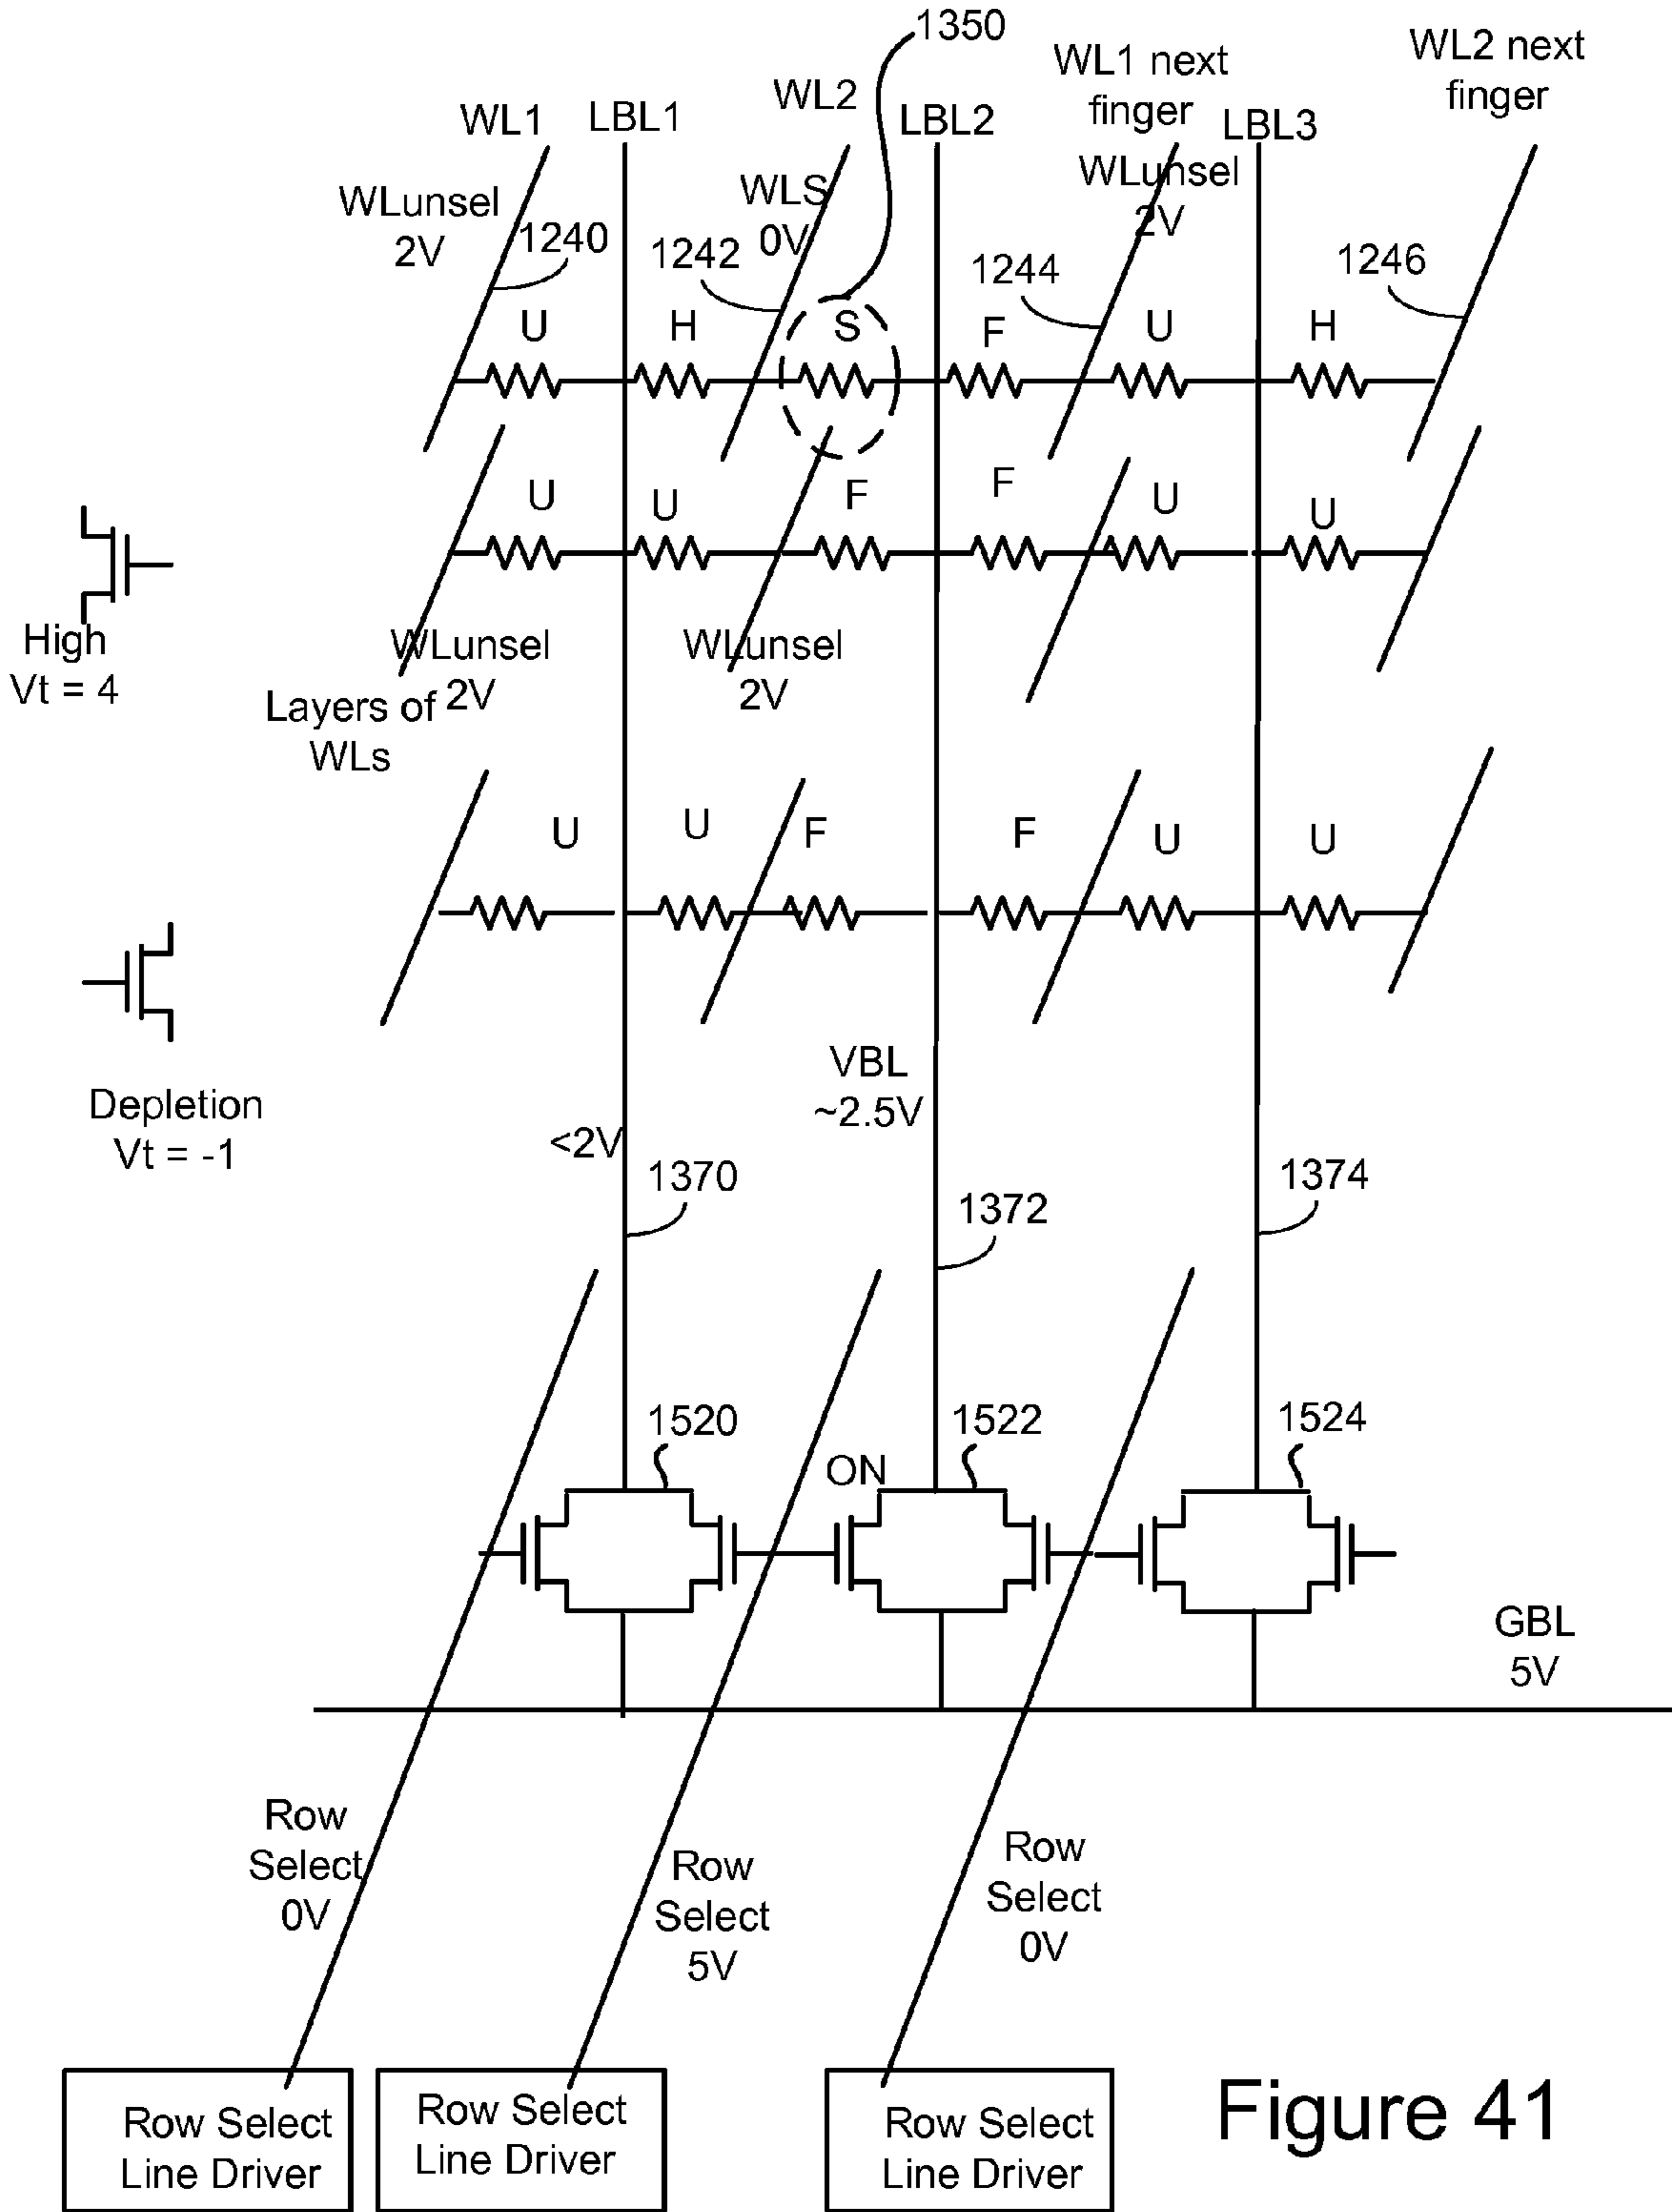 1350
WL1
LBL1
WL2
LBL2
WL1 next
finger
LBL3
WL2 next
finger
WLunsel
2V
WLS
0V
WLunsel
2V
1240
1242
1244
1246
U
H
S
F
U
H
U
U
F
F
U
U
High
Vt = 4
WLunsel
2V
WLunsel
2V
Layers of
WLs
U
U
F
F
U
U
Depletion
Vt = -1
<2V
VBL
~2.5V
1370
1372
1374
1520
ON
1522
1524
GBL
5V
Row
Select
0V
Row
Select
5V
Row
Select
0V
Row Select
Line Driver
Row Select
Line Driver
Row Select
Line Driver
Figure 41